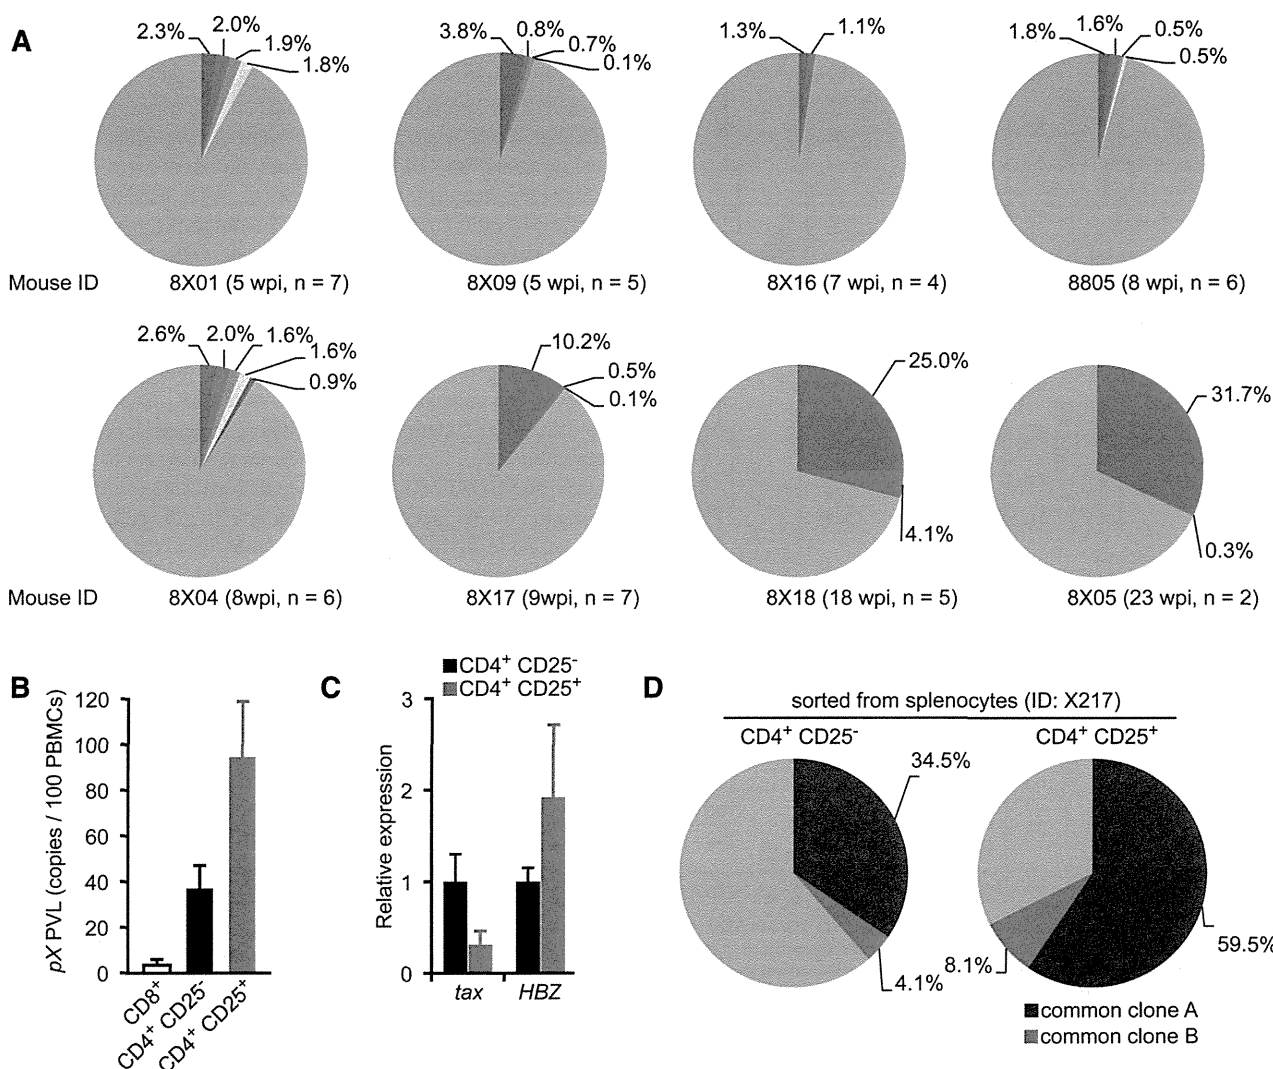 A
2.3% 2.0% 1.9% 1.8%
3.8% 0.8% 0.7% 0.1%
1.3% 1.1%
1.8% 1.6% 0.5% 0.5%
Mouse ID 8X01 (5 wpi, n = 7) 8X09 (5 wpi, n = 5) 8X16 (7 wpi, n = 4) 8805 (8 wpi, n = 6)
2.6% 2.0% 1.6% 1.6% 0.9%
10.2% 0.5% 0.1%
25.0% 4.1%
31.7% 0.3%
Mouse ID 8X04 (8wpi, n = 6) 8X17 (9wpi, n = 7) 8X18 (18 wpi, n = 5) 8X05 (23 wpi, n = 2)
B
pX PVL (copies / 100 PBMCs)
120
100
80
60
40
20
0
CD8+
CD4+ CD25-
CD4+ CD25+
C
CD4+ CD25-
CD4+ CD25+
Relative expression
3
2
1
0
tax HBZ
D
sorted from splenocytes (ID: X217)
CD4+ CD25- CD4+ CD25+
34.5%
4.1%
59.5%
8.1%
common clone A
common clone B